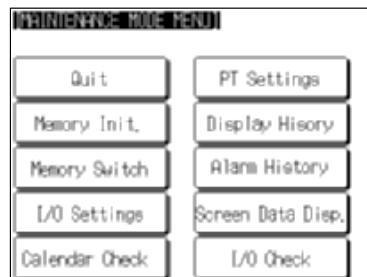 [MAINTENANCE MODE MENU]
Quit
PT Settings
Memory Init.
Display Hisory
Memory Switch
Alarm History
I/O Settings
Screen Data Disp.
Calendar Check
I/O Check